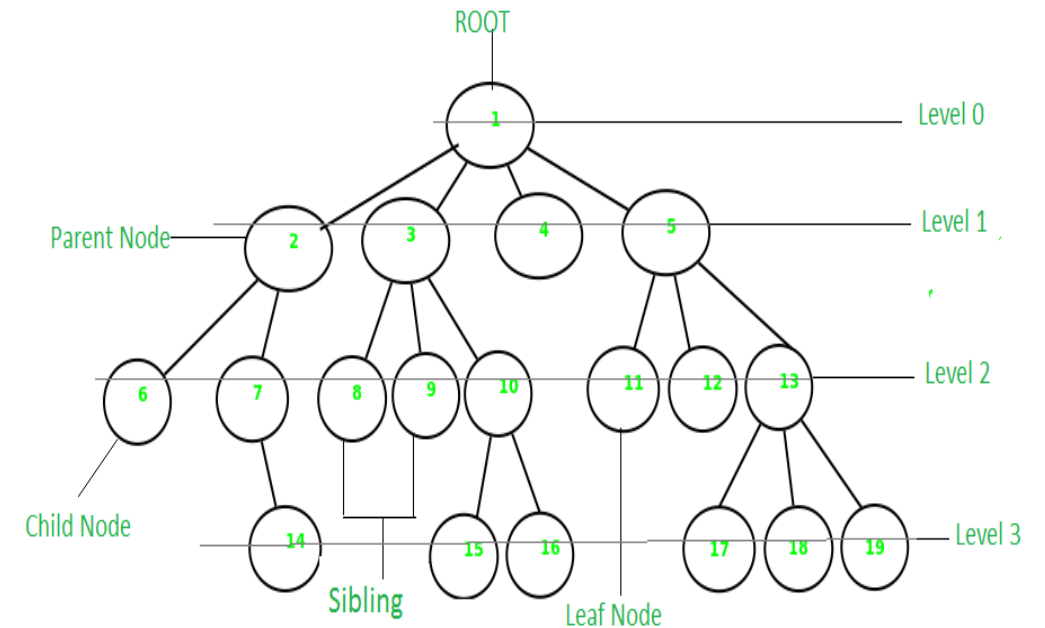 ROOT
1
Level 0
Parent Node
2
3
4
5
Level 1
6
7
8
9
10
11
12
13
Level 2
Child Node
14
15
16
17
18
19
Level 3
Sibling
Leaf Node